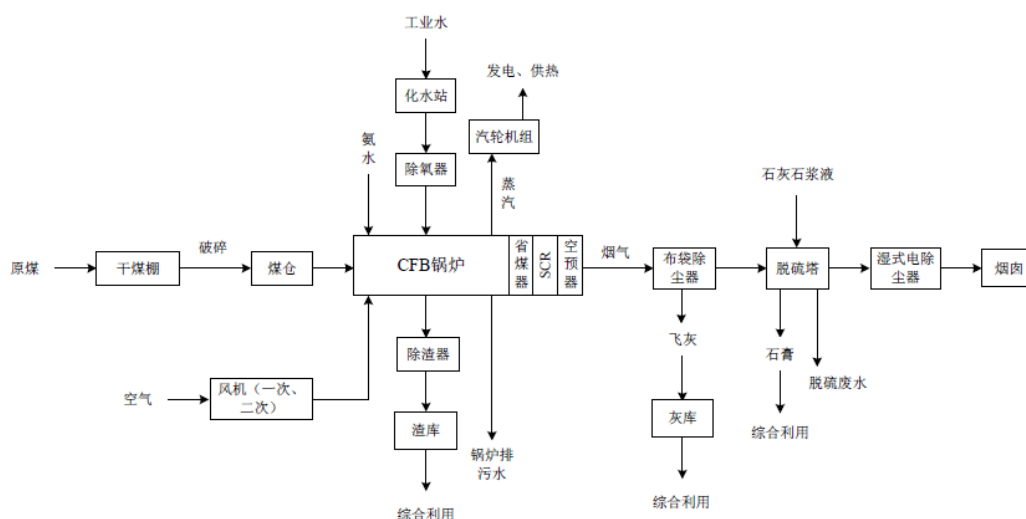 工业水
发电、供热
化水站
汽轮机组
氨
水
除氧器
蒸
汽
石灰石浆液
原煤
干煤棚
破碎
煤仓
CFB锅炉
省
煤
器
SCR
空
预
器
烟气
布袋除
尘器
脱硫塔
湿式电除
尘器
烟囱
除渣器
飞灰
石膏
脱硫废水
空气
风机（一次、
二次）
渣库
灰库
综合利用
锅炉排
污水
综合利用
综合利用